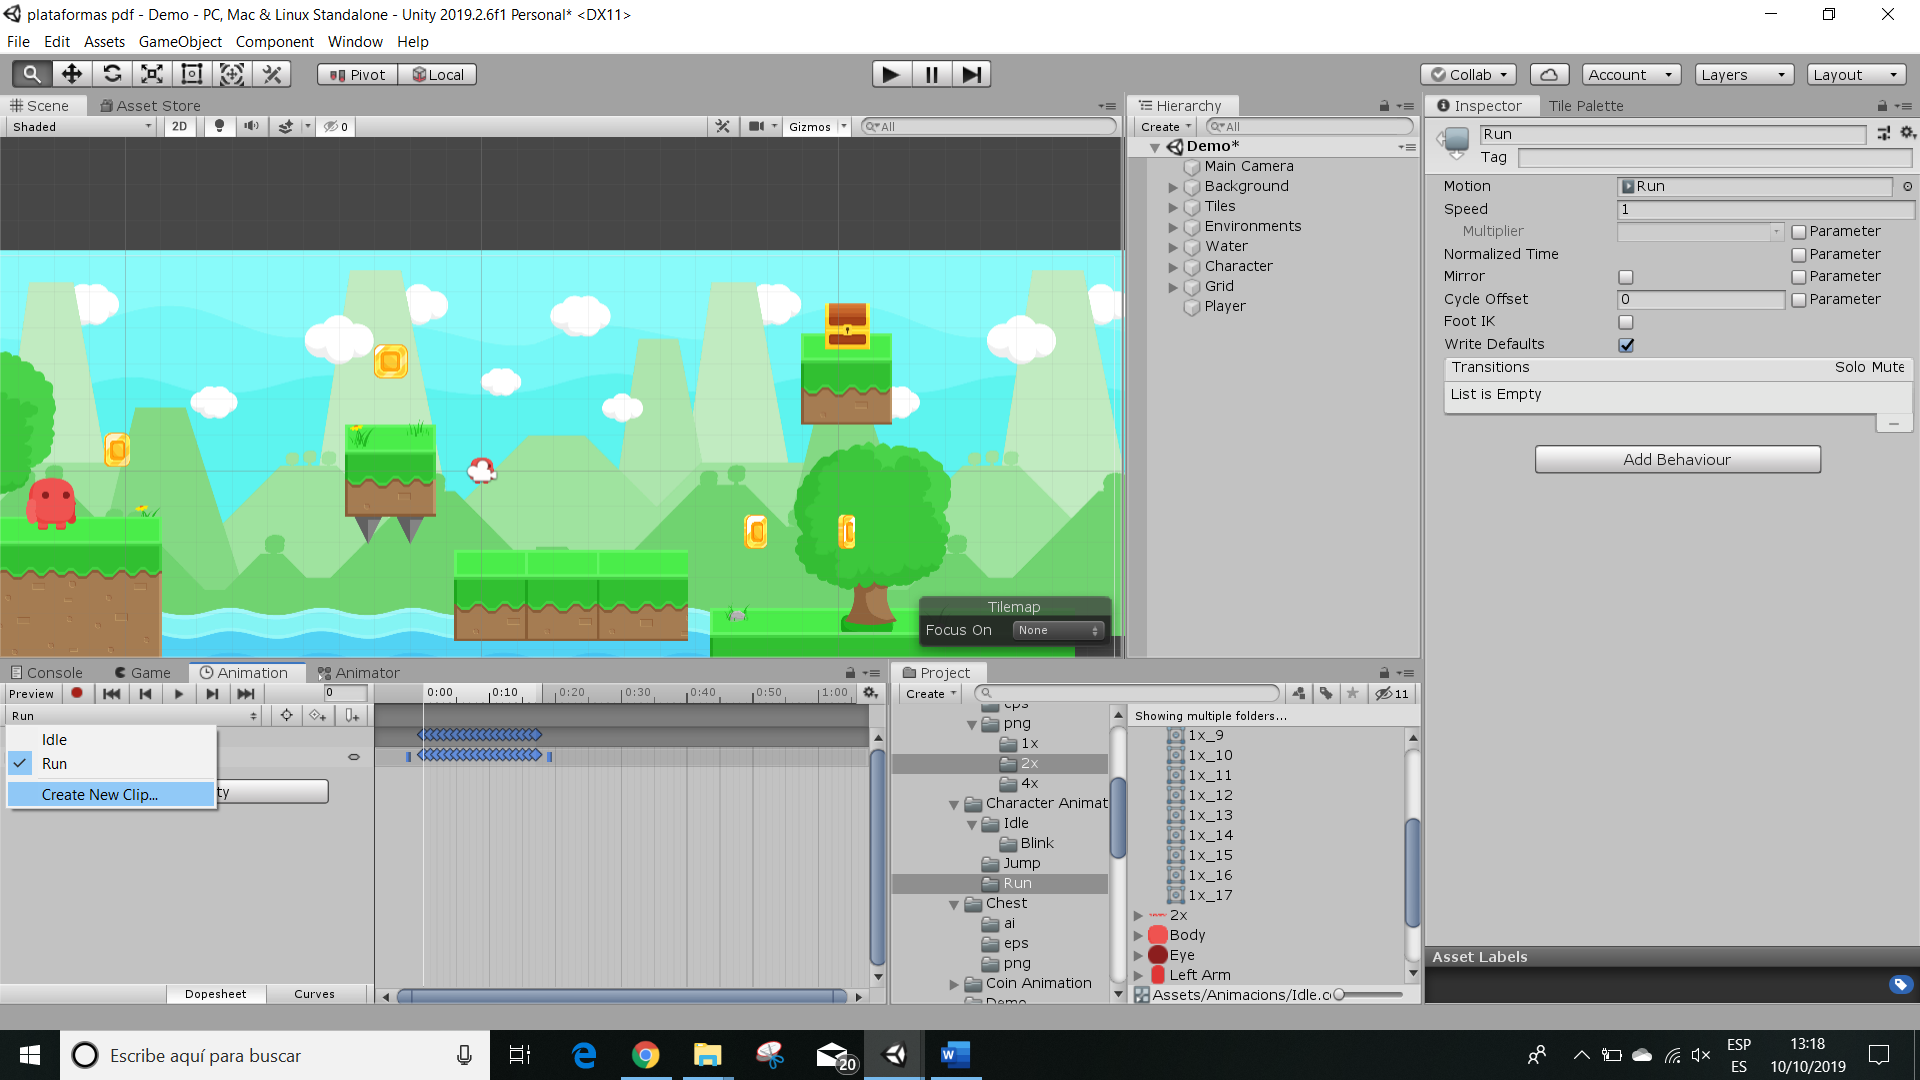 plataformas pdf - Demo - PC, Mac & Linux Standalone - Unity 2019.2.6f1 Personal* <DX11>
File Edit Assets GameObject Component Window Help
Pivot Local Collab Account Layers Layout
Scene Asset Store
Shaded 2D 0 Gizmos All
Hierarchy
Create All
Demo*
Main Camera
Background
Tiles
Environments
Water
Character
Grid
Player
Inspector Tile Palette
Run
Tag
Motion Run
Speed 1
Multiplier Parameter
Normalized Time Parameter
Mirror Parameter
Cycle Offset 0 Parameter
Foot IK
Write Defaults
Transitions Solo Mute
List is Empty
Add Behaviour
Tilemap
Focus On None
Console Game Animation Animator
Preview 0 0:00 0:10 0:20 0:30 0:40 0:50 1:00
Run
Idle
Run
Create New Clip...
ty
Dopesheet Curves
Project
Create 11
eps
png
1x
2x
4x
Character Animat
Idle
Blink
Jump
Run
Chest
ai
eps
png
Coin Animation
Demo
Showing multiple folders...
1x_9
1x_10
1x_11
1x_12
1x_13
1x_14
1x_15
1x_16
1x_17
2x
Body
Eye
Left Arm
Assets/Animacions/Idle.co
Asset Labels
Escribe aquí para buscar
20
ESP
ES
13:18
10/10/2019